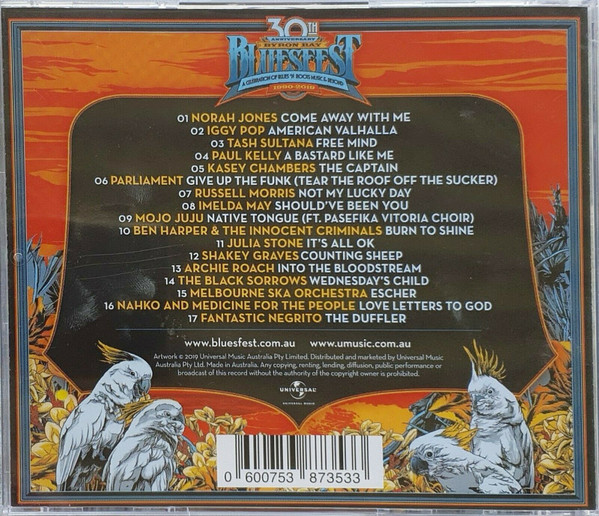 30TH
ANNIVERSARY
BYRON BAY
BLUESFEST
A CELEBRATION OF BLUES 'N' ROOTS MUSIC & BEYOND
1990-2019
01 NORAH JONES COME AWAY WITH ME
02 IGGY POP AMERICAN VALHALLA
03 TASH SULTANA FREE MIND
04 PAUL KELLY A BASTARD LIKE ME
05 KASEY CHAMBERS THE CAPTAIN
06 PARLIAMENT GIVE UP THE FUNK (TEAR THE ROOF OFF THE SUCKER)
07 RUSSELL MORRIS NOT MY LUCKY DAY
08 IMELDA MAY SHOULD'VE BEEN YOU
09 MOJO JUJU NATIVE TONGUE (FT. PASEFIKA VITORIA CHOIR)
10 BEN HARPER & THE INNOCENT CRIMINALS BURN TO SHINE
11 JULIA STONE IT'S ALL OK
12 SHAKEY GRAVES COUNTING SHEEP
13 ARCHIE ROACH INTO THE BLOODSTREAM
14 THE BLACK SORROWS WEDNESDAY'S CHILD
15 MELBOURNE SKA ORCHESTRA ESCHER
16 NAHKO AND MEDICINE FOR THE PEOPLE LOVE LETTERS TO GOD
17 FANTASTIC NEGRITO THE DUFFLER
www.bluesfest.com.au www.umusic.com.au
Artwork © 2019 Universal Music Australia Pty Limited. Distributed and marketed by Universal Music
Australia Pty Ltd. Made in Australia. Any copying, renting, lending, diffusion, public performance or
broadcast of this record without the authority of the copyright owner is prohibited.
UNIVERSAL
UNIVERSAL MUSIC
0 600753 873533